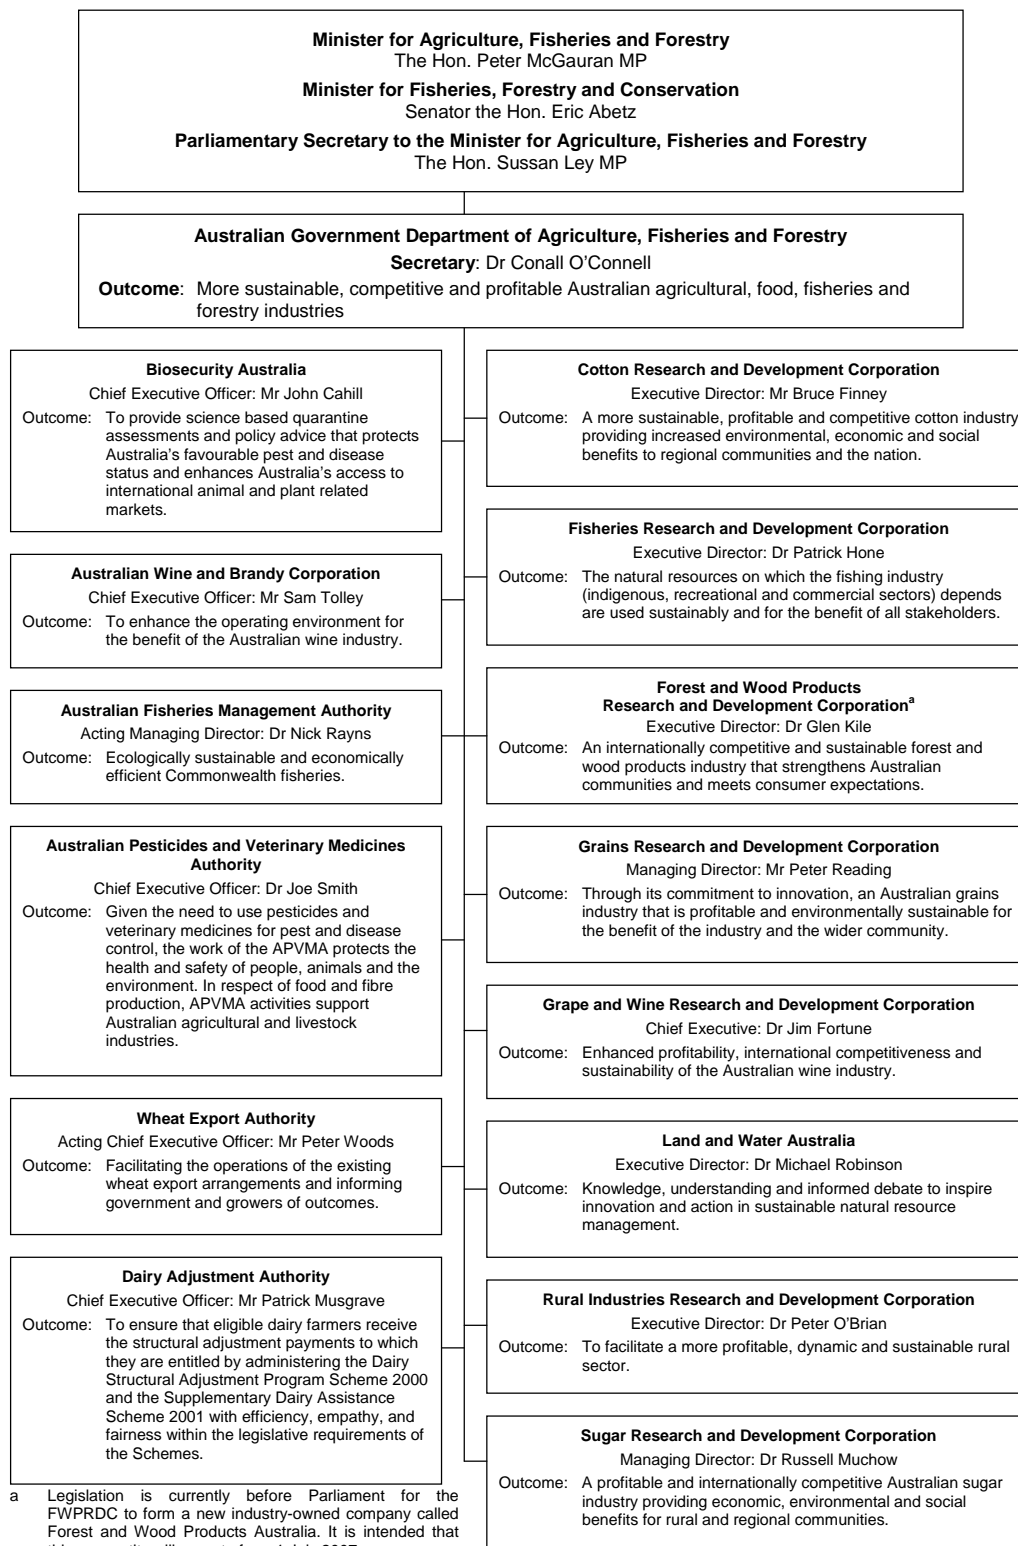 Minister for Agriculture, Fisheries and Forestry
The Hon. Peter McGauran MP
Minister for Fisheries, Forestry and Conservation
Senator the Hon. Eric Abetz
Parliamentary Secretary to the Minister for Agriculture, Fisheries and Forestry
The Hon. Sussan Ley MP
Australian Government Department of Agriculture, Fisheries and Forestry
Secretary: Dr Conall O'Connell
Outcome: More sustainable, competitive and profitable Australian agricultural, food, fisheries and
forestry industries
Biosecurity Australia
Chief Executive Officer: Mr John Cahill
Outcome: To provide science based quarantine
assessments and policy advice that protects
Australia's favourable pest and disease
status and enhances Australia's access to
international animal and plant related
markets.
Australian Wine and Brandy Corporation
Chief Executive Officer: Mr Sam Tolley
Outcome: To enhance the operating environment for
the benefit of the Australian wine industry.
Australian Fisheries Management Authority
Acting Managing Director: Dr Nick Rayns
Outcome: Ecologically sustainable and economically
efficient Commonwealth fisheries.
Australian Pesticides and Veterinary Medicines
Authority
Chief Executive Officer: Dr Joe Smith
Outcome: Given the need to use pesticides and
veterinary medicines for pest and disease
control, the work of the APVMA protects the
health and safety of people, animals and the
environment. In respect of food and fibre
production, APVMA activities support
Australian agricultural and livestock
industries.
Wheat Export Authority
Acting Chief Executive Officer: Mr Peter Woods
Outcome: Facilitating the operations of the existing
wheat export arrangements and informing
government and growers of outcomes.
Dairy Adjustment Authority
Chief Executive Officer: Mr Patrick Musgrave
Outcome: To ensure that eligible dairy farmers receive
the structural adjustment payments to which
they are entitled by administering the Dairy
Structural Adjustment Program Scheme 2000
and the Supplementary Dairy Assistance
Scheme 2001 with efficiency, empathy, and
fairness within the legislative requirements of
the Schemes.
a Legislation is currently before Parliament for the
FWPRDC to form a new industry-owned company called
Forest and Wood Products Australia. It is intended that
Cotton Research and Development Corporation
Executive Director: Mr Bruce Finney
Outcome: A more sustainable, profitable and competitive cotton industry
providing increased environmental, economic and social
benefits to regional communities and the nation.
Fisheries Research and Development Corporation
Executive Director: Dr Patrick Hone
Outcome: The natural resources on which the fishing industry
(indigenous, recreational and commercial sectors) depends
are used sustainably and for the benefit of all stakeholders.
Forest and Wood Products
Research and Development Corporationᵃ
Executive Director: Dr Glen Kile
Outcome: An internationally competitive and sustainable forest and
wood products industry that strengthens Australian
communities and meets consumer expectations.
Grains Research and Development Corporation
Managing Director: Mr Peter Reading
Outcome: Through its commitment to innovation, an Australian grains
industry that is profitable and environmentally sustainable for
the benefit of the industry and the wider community.
Grape and Wine Research and Development Corporation
Chief Executive: Dr Jim Fortune
Outcome: Enhanced profitability, international competitiveness and
sustainability of the Australian wine industry.
Land and Water Australia
Executive Director: Dr Michael Robinson
Outcome: Knowledge, understanding and informed debate to inspire
innovation and action in sustainable natural resource
management.
Rural Industries Research and Development Corporation
Executive Director: Dr Peter O'Brian
Outcome: To facilitate a more profitable, dynamic and sustainable rural
sector.
Sugar Research and Development Corporation
Managing Director: Dr Russell Muchow
Outcome: A profitable and internationally competitive Australian sugar
industry providing economic, environmental and social
benefits for rural and regional communities.